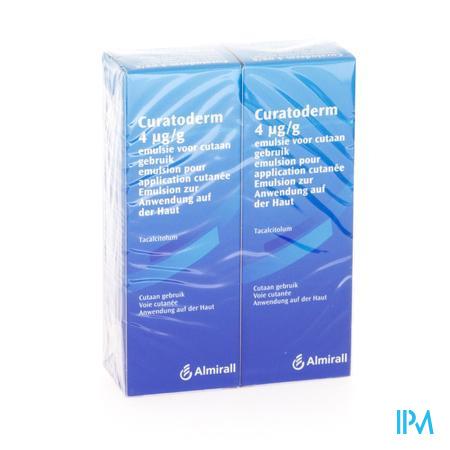 Curatoderm
4 µg/g
emulsie voor cutaan
gebruik
emulsion pour
application cutanée
Emulsion zur
Anwendung auf
der Haut
Tacalcitolum
Cutaan gebruik
Voie cutanée
Anwendung auf der Haut
Almirall
Curatoderm
4 µg/g
emulsie voor cutaan
gebruik
emulsion pour
application cutanée
Emulsion zur
Anwendung auf
der Haut
Tacalcitolum
Cutaan gebruik
Voie cutanée
Anwendung auf der Haut
Almirall
IPM